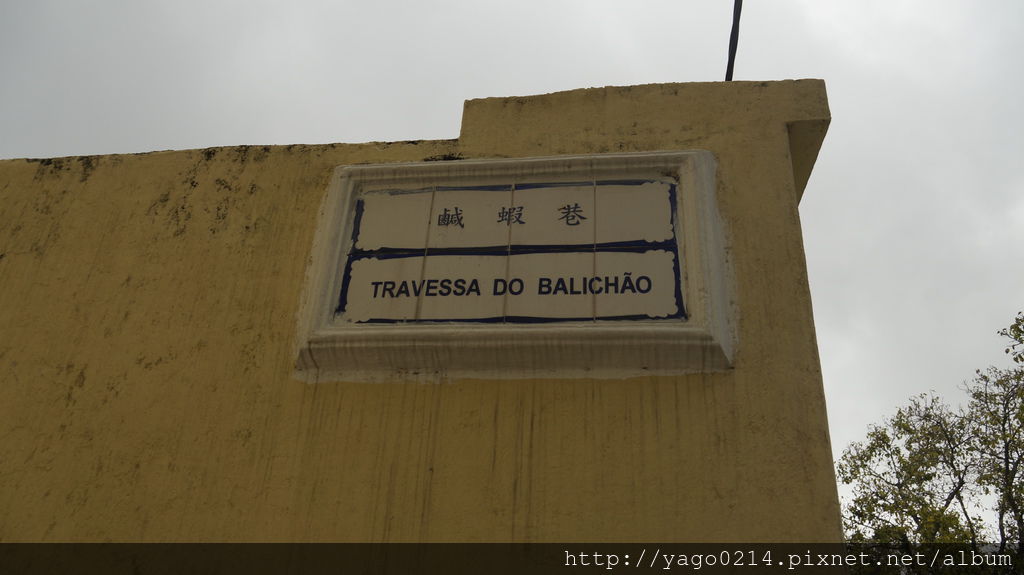 鹹蝦巷
TRAVESSA DO BALICHÃO
http://yago0214.pixnet.net/album